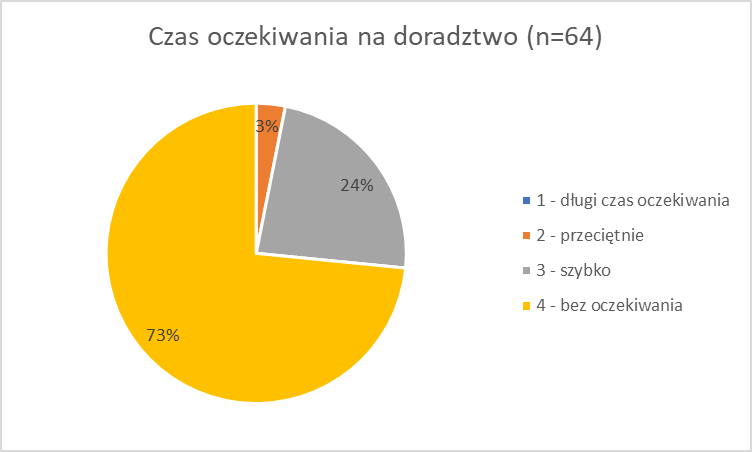 Czas oczekiwania na doradztwo (n=64)
3%
24%
73%
1 - długi czas oczekiwania
2 - przeciętnie
3 - szybko
4 - bez oczekiwania